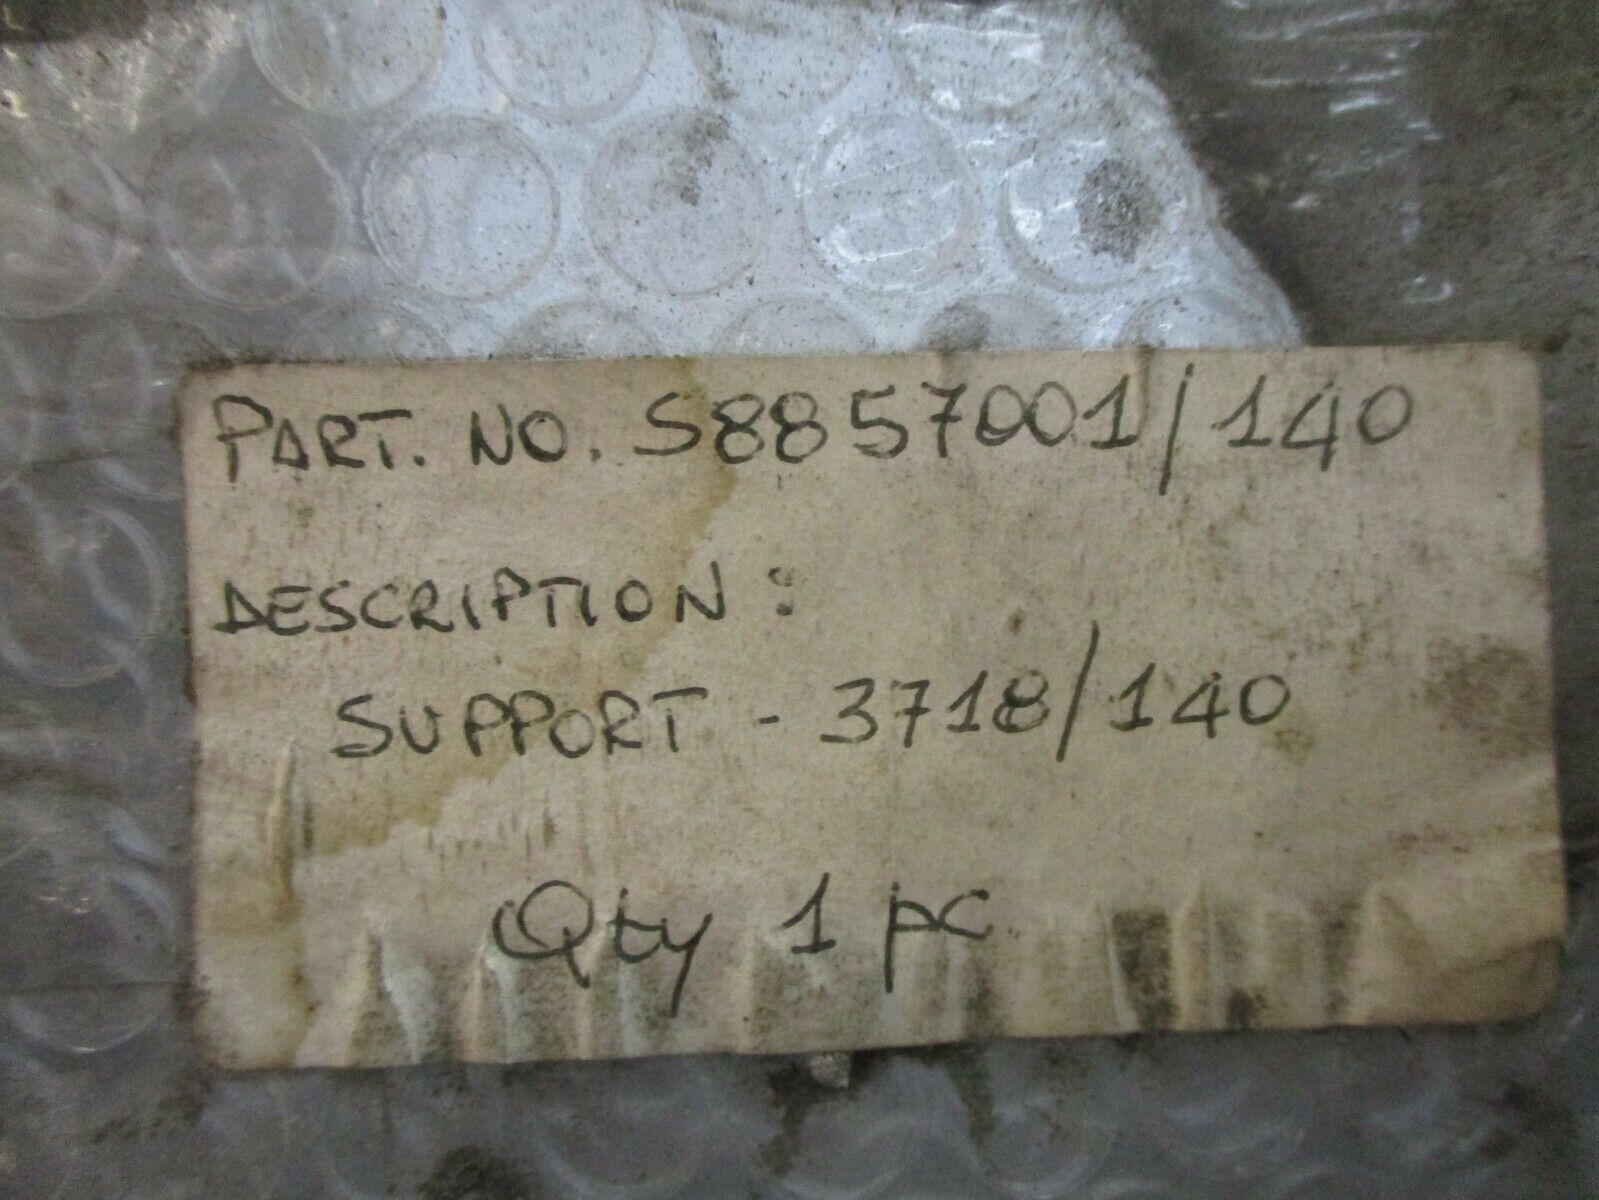 PART. NO. S8857001/140
DESCRIPTION:
SUPPORT - 3718/140
Qty 1 pc